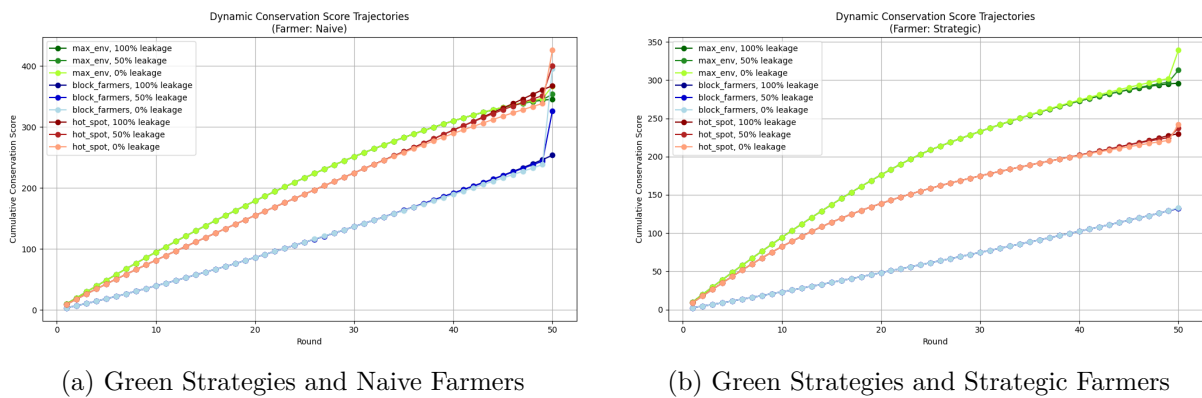 Dynamic Conservation Score Trajectories
(Farmer: Naive)
max_env, 100% leakage
max_env, 50% leakage
max_env, 0% leakage
block_farmers, 100% leakage
block_farmers, 50% leakage
block_farmers, 0% leakage
hot_spot, 100% leakage
hot_spot, 50% leakage
hot_spot, 0% leakage
Cumulative Conservation Score
400
300
200
100
0
0 10 20 30 40 50
Round
(a) Green Strategies and Naive Farmers
Dynamic Conservation Score Trajectories
(Farmer: Strategic)
max_env, 100% leakage
max_env, 50% leakage
max_env, 0% leakage
block_farmers, 100% leakage
block_farmers, 50% leakage
block_farmers, 0% leakage
hot_spot, 100% leakage
hot_spot, 50% leakage
hot_spot, 0% leakage
Cumulative Conservation Score
350
300
250
200
150
100
50
0
0 10 20 30 40 50
Round
(b) Green Strategies and Strategic Farmers